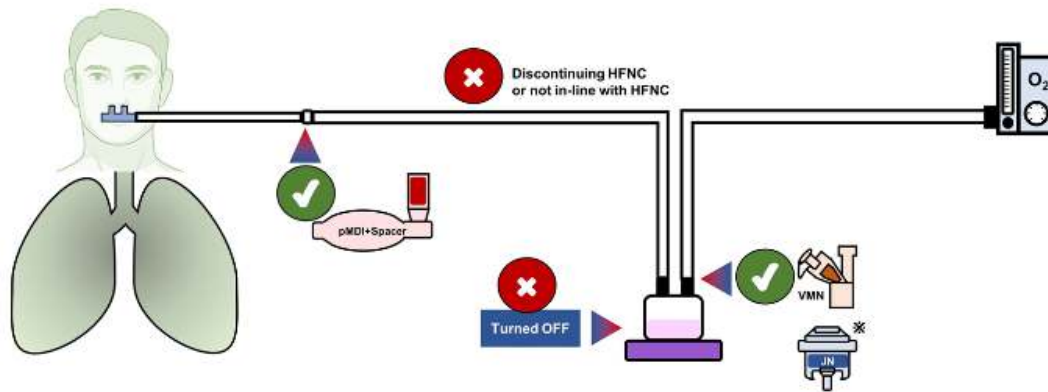 Discontinuing HFNC
or not in-line with HFNC
O2
pMDI+Spacer
VMN
Turned OFF
※
JN